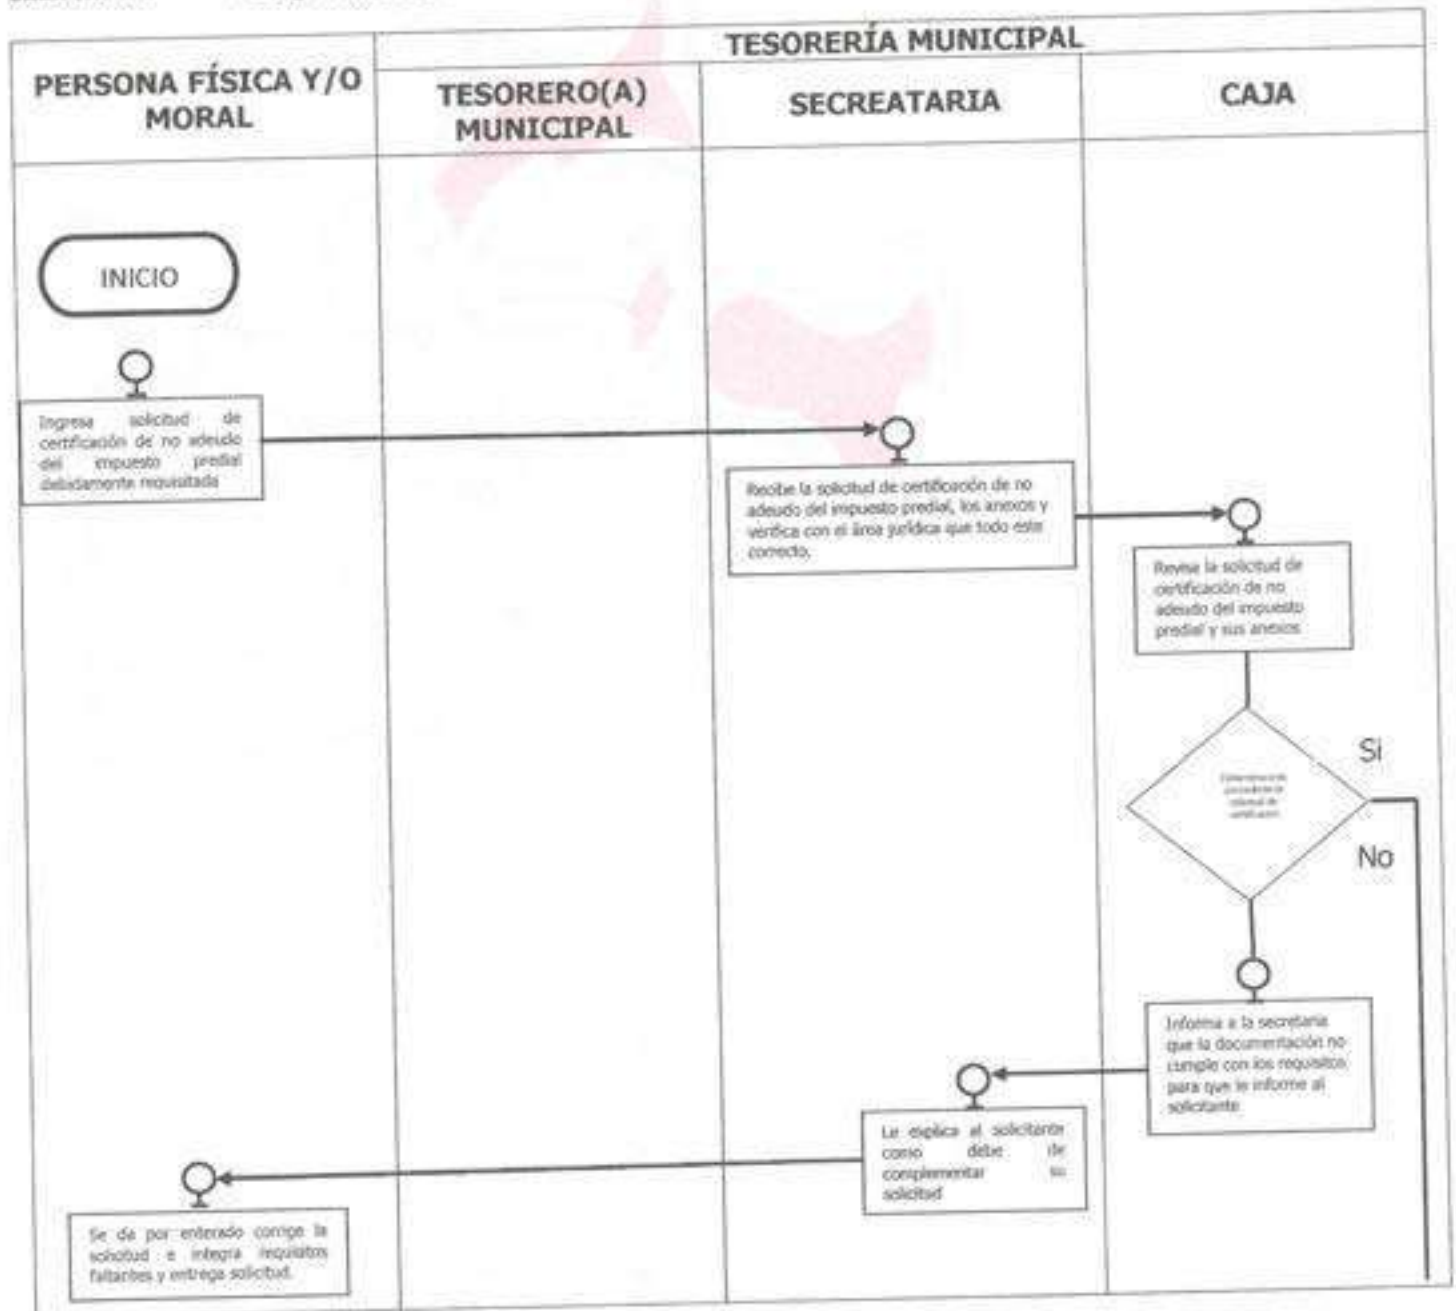 TESORERÍA MUNICIPAL
PERSONA FÍSICA Y/O
MORAL
TESORERO(A)
MUNICIPAL
SECREATARIA
CAJA
INICIO
Ingresa solicitud de
certificación de no adeudo
del impuesto predial
debidamente requisitada
Recibe la solicitud de certificación de no
adeudo del impuesto predial, los anexos y
verifica con el área jurídica que todo este
correcto.
Revisa la solicitud de
certificación de no
adeudo del impuesto
predial y sus anexos
Si
solicitud de
certificación
No
Informa a la secretaria
que la documentación no
cumple con los requisitos
para que le informe al
solicitante
Le explica al solicitante
como debe de
complementar su
solicitud
Se da por enterado corrige la
solicitud e integra requisitos
faltantes y entrega solicitud.